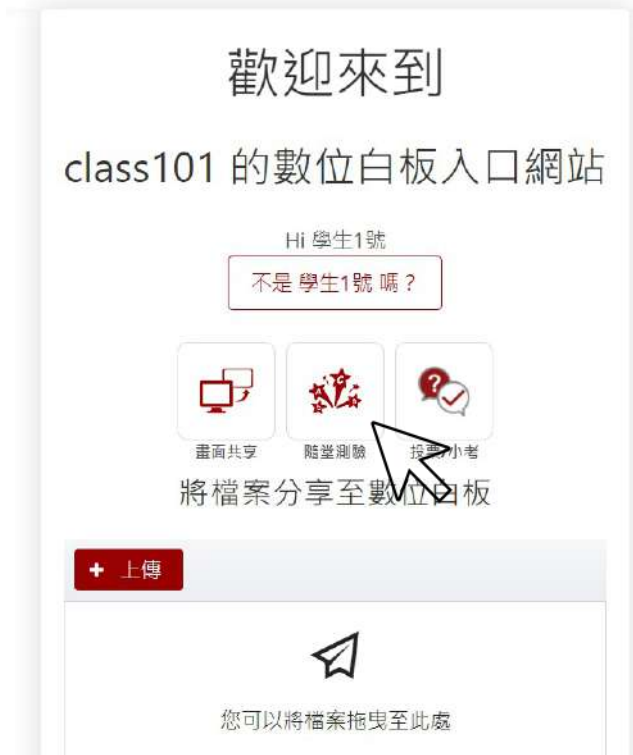 歡迎來到
class101 的數位白板入口網站
Hi 學生1號
不是 學生1號 嗎？
畫面共享 隨堂測驗 投票/小考
將檔案分享至數位白板
+ 上傳
您可以將檔案拖曳至此處